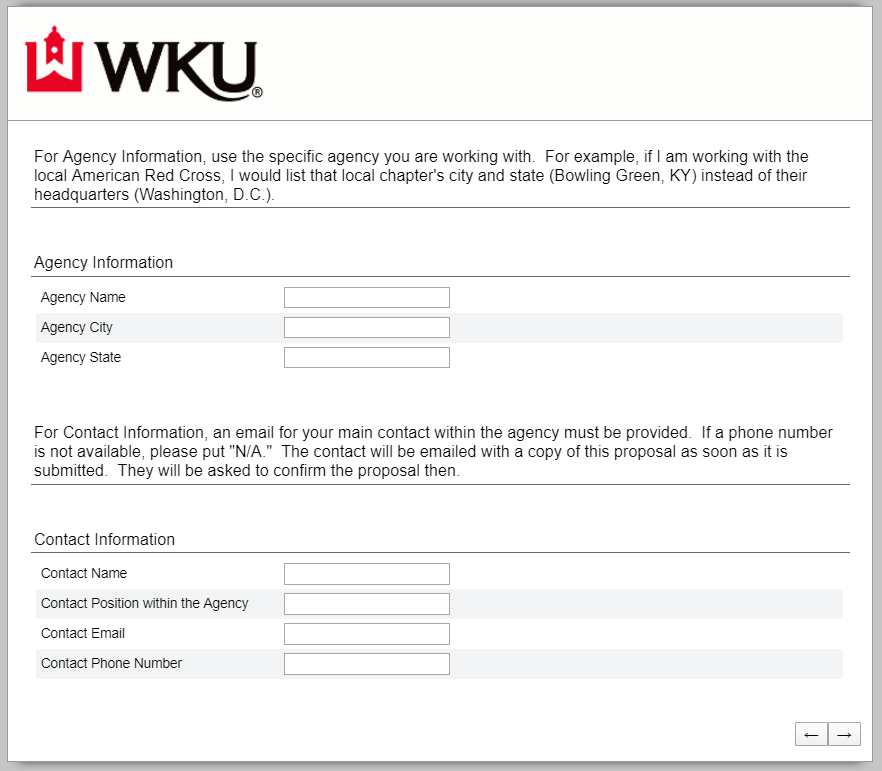 WKU®
For Agency Information, use the specific agency you are working with.  For example, if I am working with the
local American Red Cross, I would list that local chapter's city and state (Bowling Green, KY) instead of their
headquarters (Washington, D.C.).
Agency Information
Agency Name
Agency City
Agency State
For Contact Information, an email for your main contact within the agency must be provided.  If a phone number
is not available, please put "N/A."  The contact will be emailed with a copy of this proposal as soon as it is
submitted.  They will be asked to confirm the proposal then.
Contact Information
Contact Name
Contact Position within the Agency
Contact Email
Contact Phone Number
← →